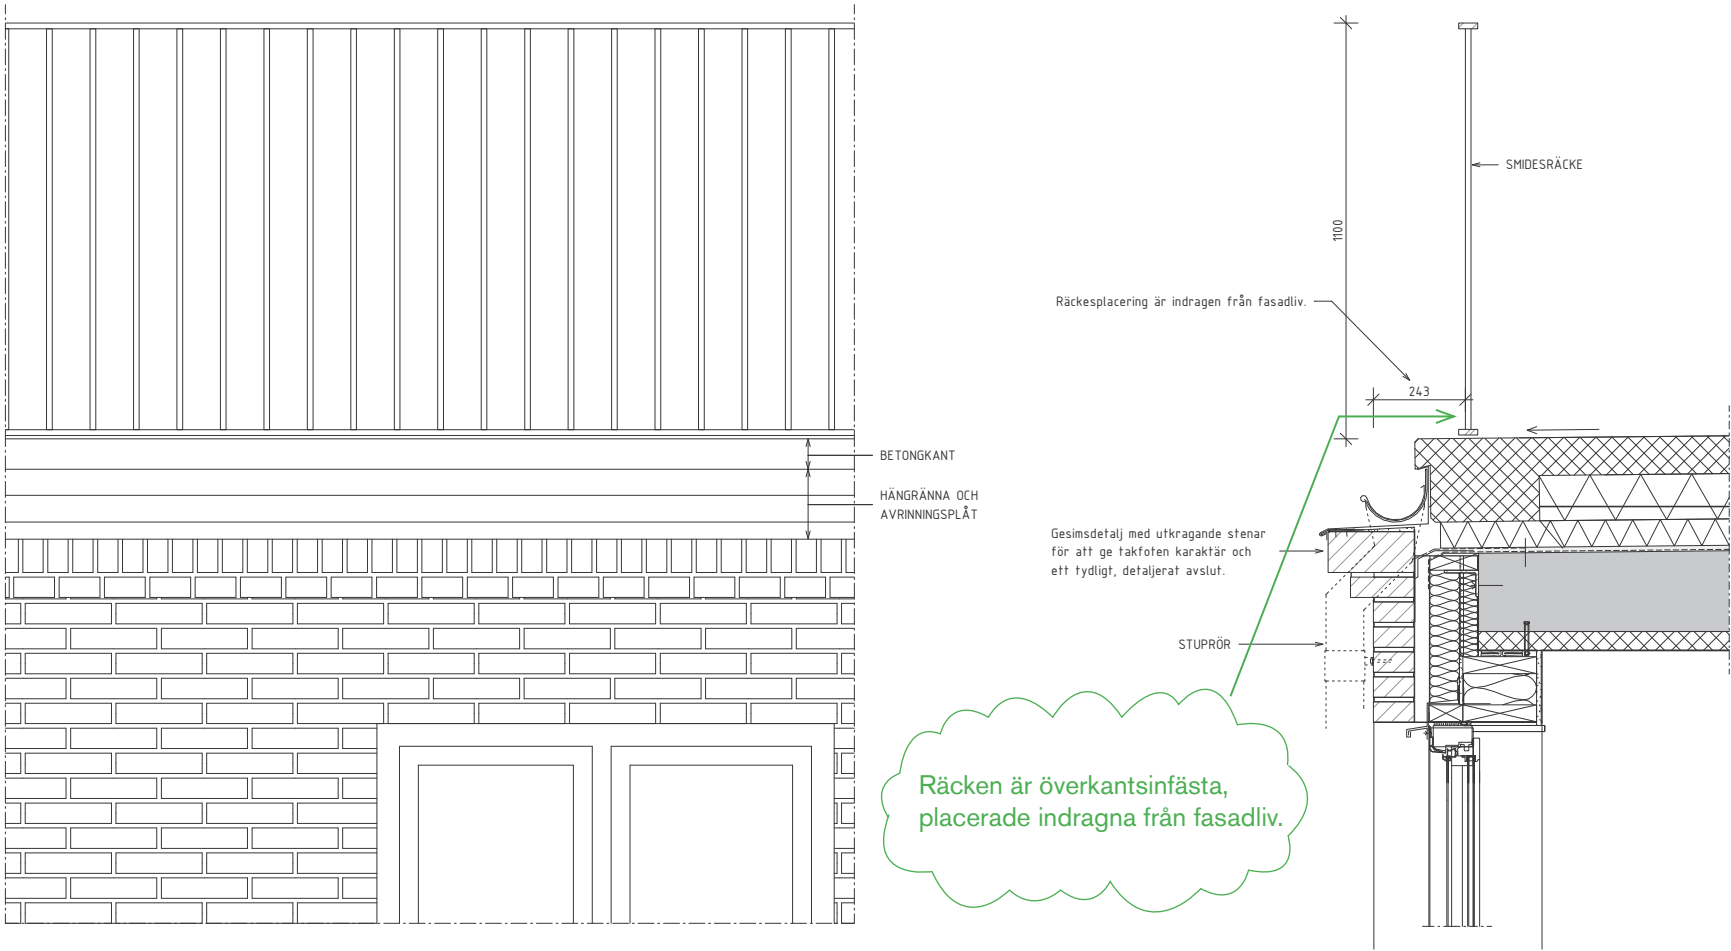 BETONGKANT
HÄNGRÄNNA OCH
AVRINNINGSPLÅT
1100
SMIDESRÄCKE
Räckesplacering är indragen från fasadliv.
243
Gesimsdetalj med utkragande stenar
för att ge takfoten karaktär och
ett tydligt, detaljerat avslut.
STUPRÖR
Räcken är överkantsinfästa,
placerade indragna från fasadliv.